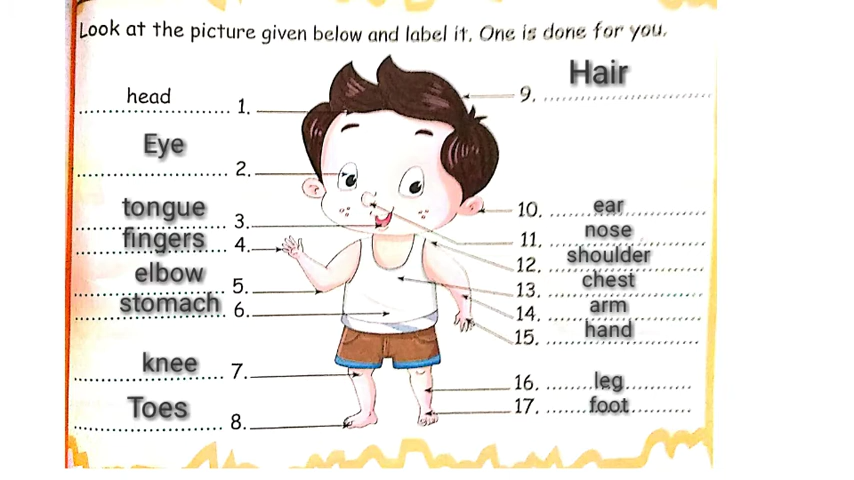 Look at the picture given below and label it. One is done for you.
head 1.
9. Hair
Eye 2.
tongue 3.
fingers 4.
elbow 5.
stomach 6.
knee 7.
Toes 8.
10. ear
11. nose
12. shoulder
13. chest
14. arm
15. hand
16. leg
17. foot